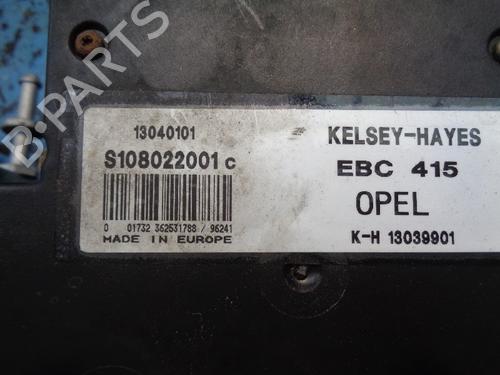 13040101
S108022001 C
0 01732 362531788 / 96241
MADE IN EUROPE
KELSEY-HAYES
EBC 415
OPEL
K-H 13039901
B-PARTS